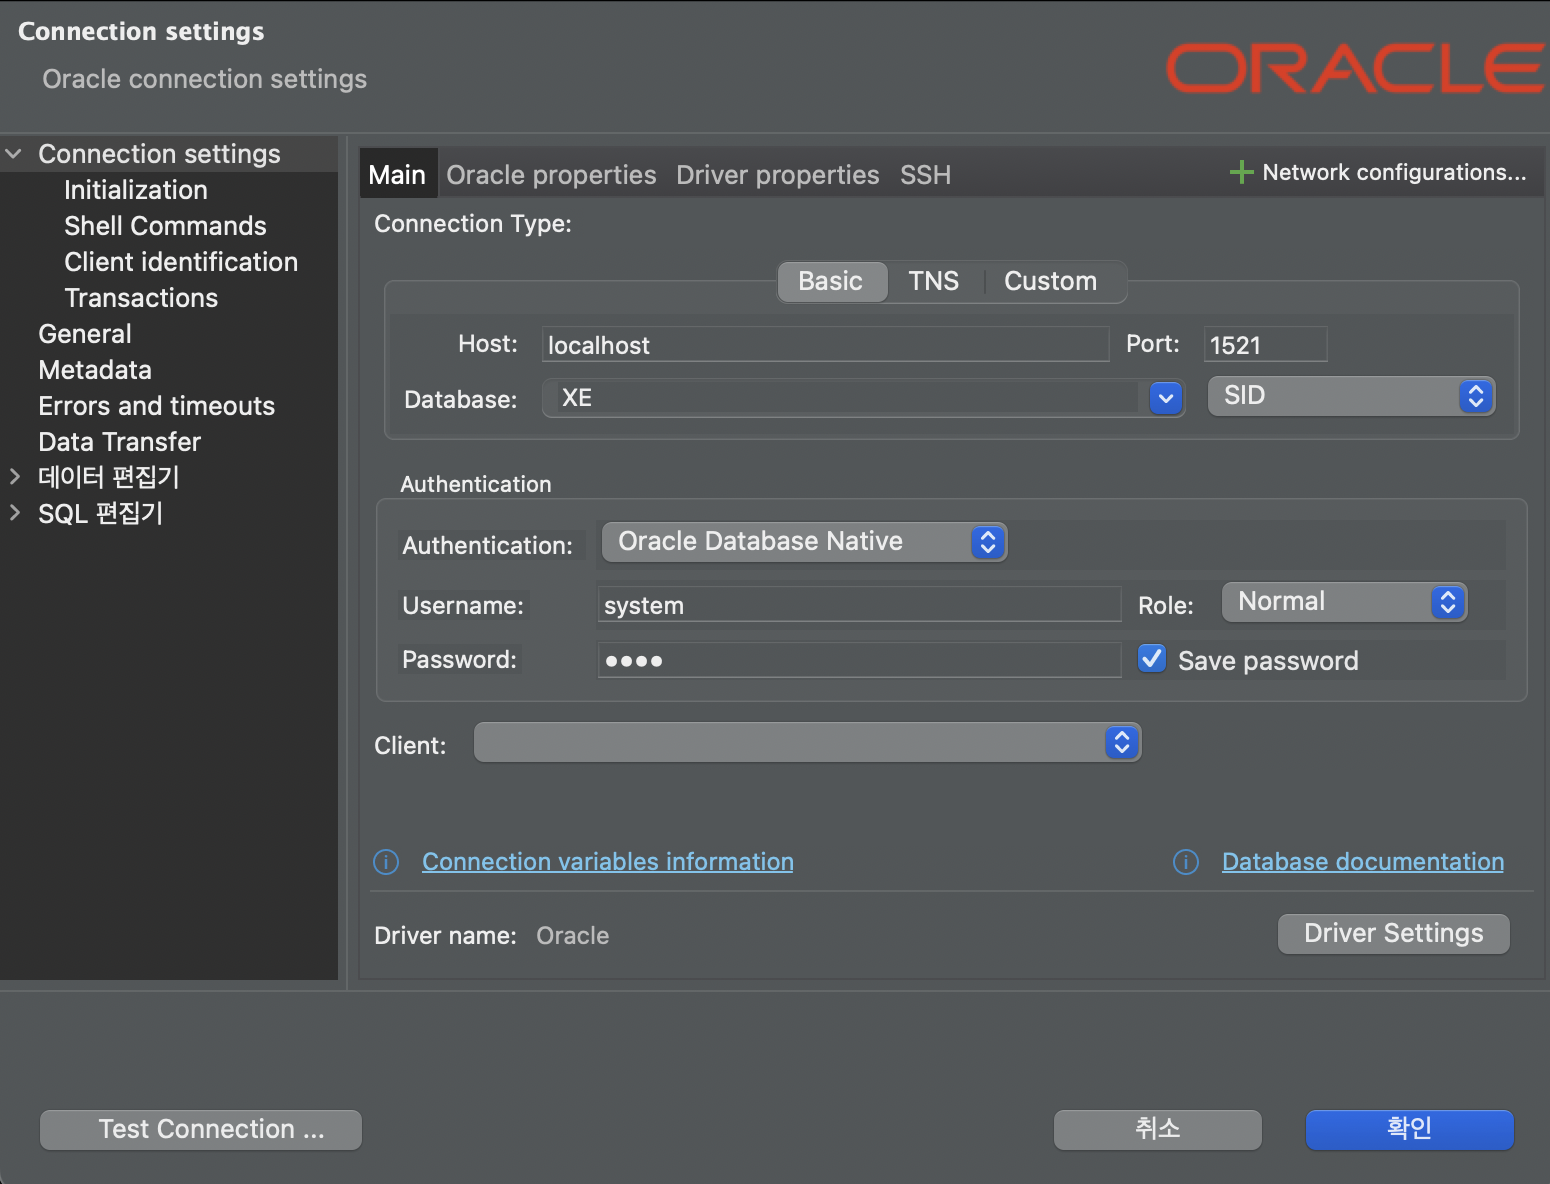 Connection settings
Oracle connection settings
ORACLE
Connection settings
Initialization
Shell Commands
Client identification
Transactions
General
Metadata
Errors and timeouts
Data Transfer
데이터 편집기
SQL 편집기
Main Oracle properties Driver properties SSH Network configurations...
Connection Type:
Basic TNS Custom
Host: localhost Port: 1521
Database: XE SID
Authentication
Authentication: Oracle Database Native
Username: system Role: Normal
Password: •••• Save password
Client:
Connection variables information Database documentation
Driver name: Oracle Driver Settings
Test Connection ... 취소 확인